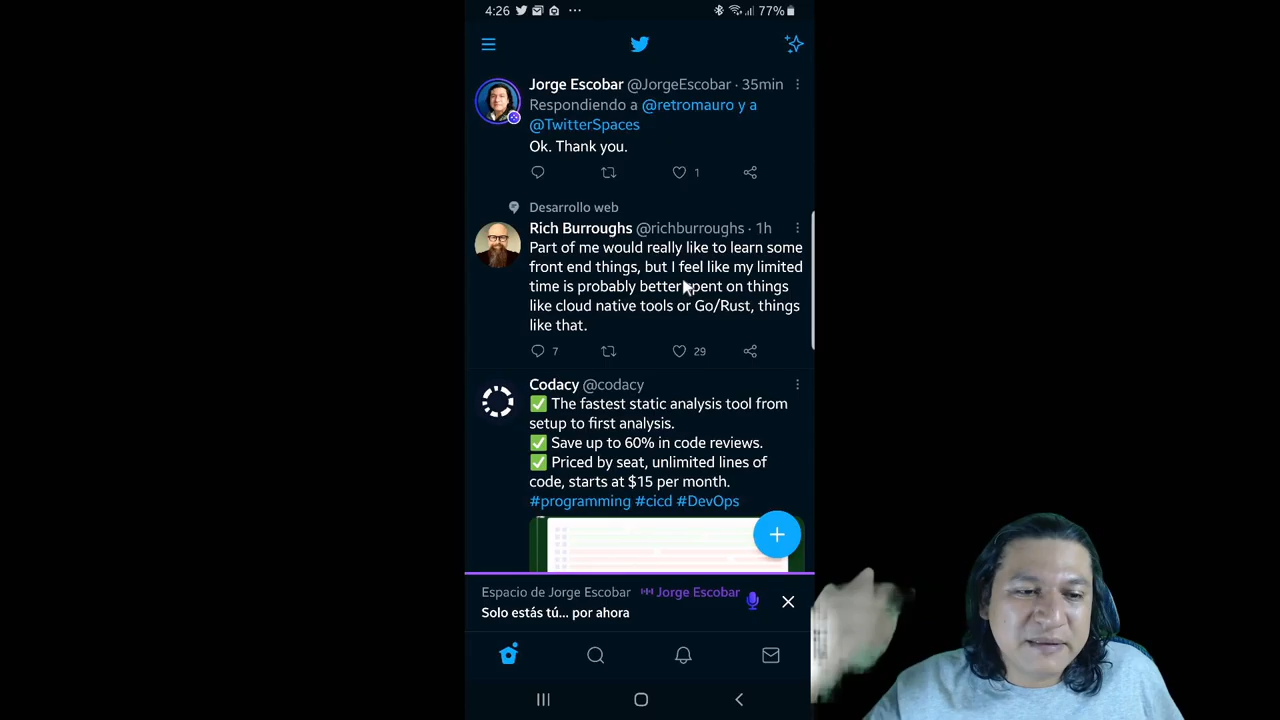 4:26 ··· 77%
Jorge Escobar @JorgeEscobar · 35min
Respondiendo a @retromauro y a
@TwitterSpaces
Ok. Thank you.
1
Desarrollo web
Rich Burroughs @richburroughs · 1h
Part of me would really like to learn some
front end things, but I feel like my limited
time is probably better spent on things
like cloud native tools or Go/Rust, things
like that.
7 29
Codacy @codacy
✅ The fastest static analysis tool from
setup to first analysis.
✅ Save up to 60% in code reviews.
✅ Priced by seat, unlimited lines of
code, starts at $15 per month.
#programming #cicd #DevOps
Espacio de Jorge Escobar Jorge Escobar
Solo estás tú... por ahora